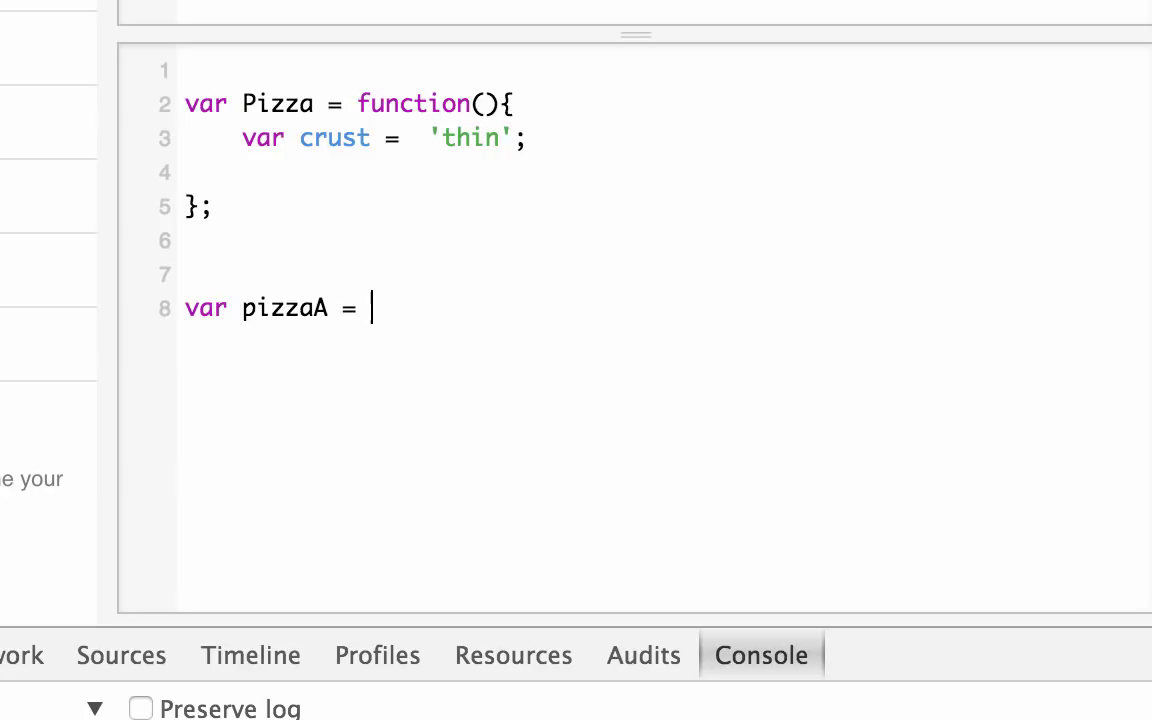 1
2 var Pizza = function(){
3 var crust =  'thin';
4
5 };
6
7
8 var pizzaA =
e your
vork Sources Timeline Profiles Resources Audits Console
▼ Preserve log